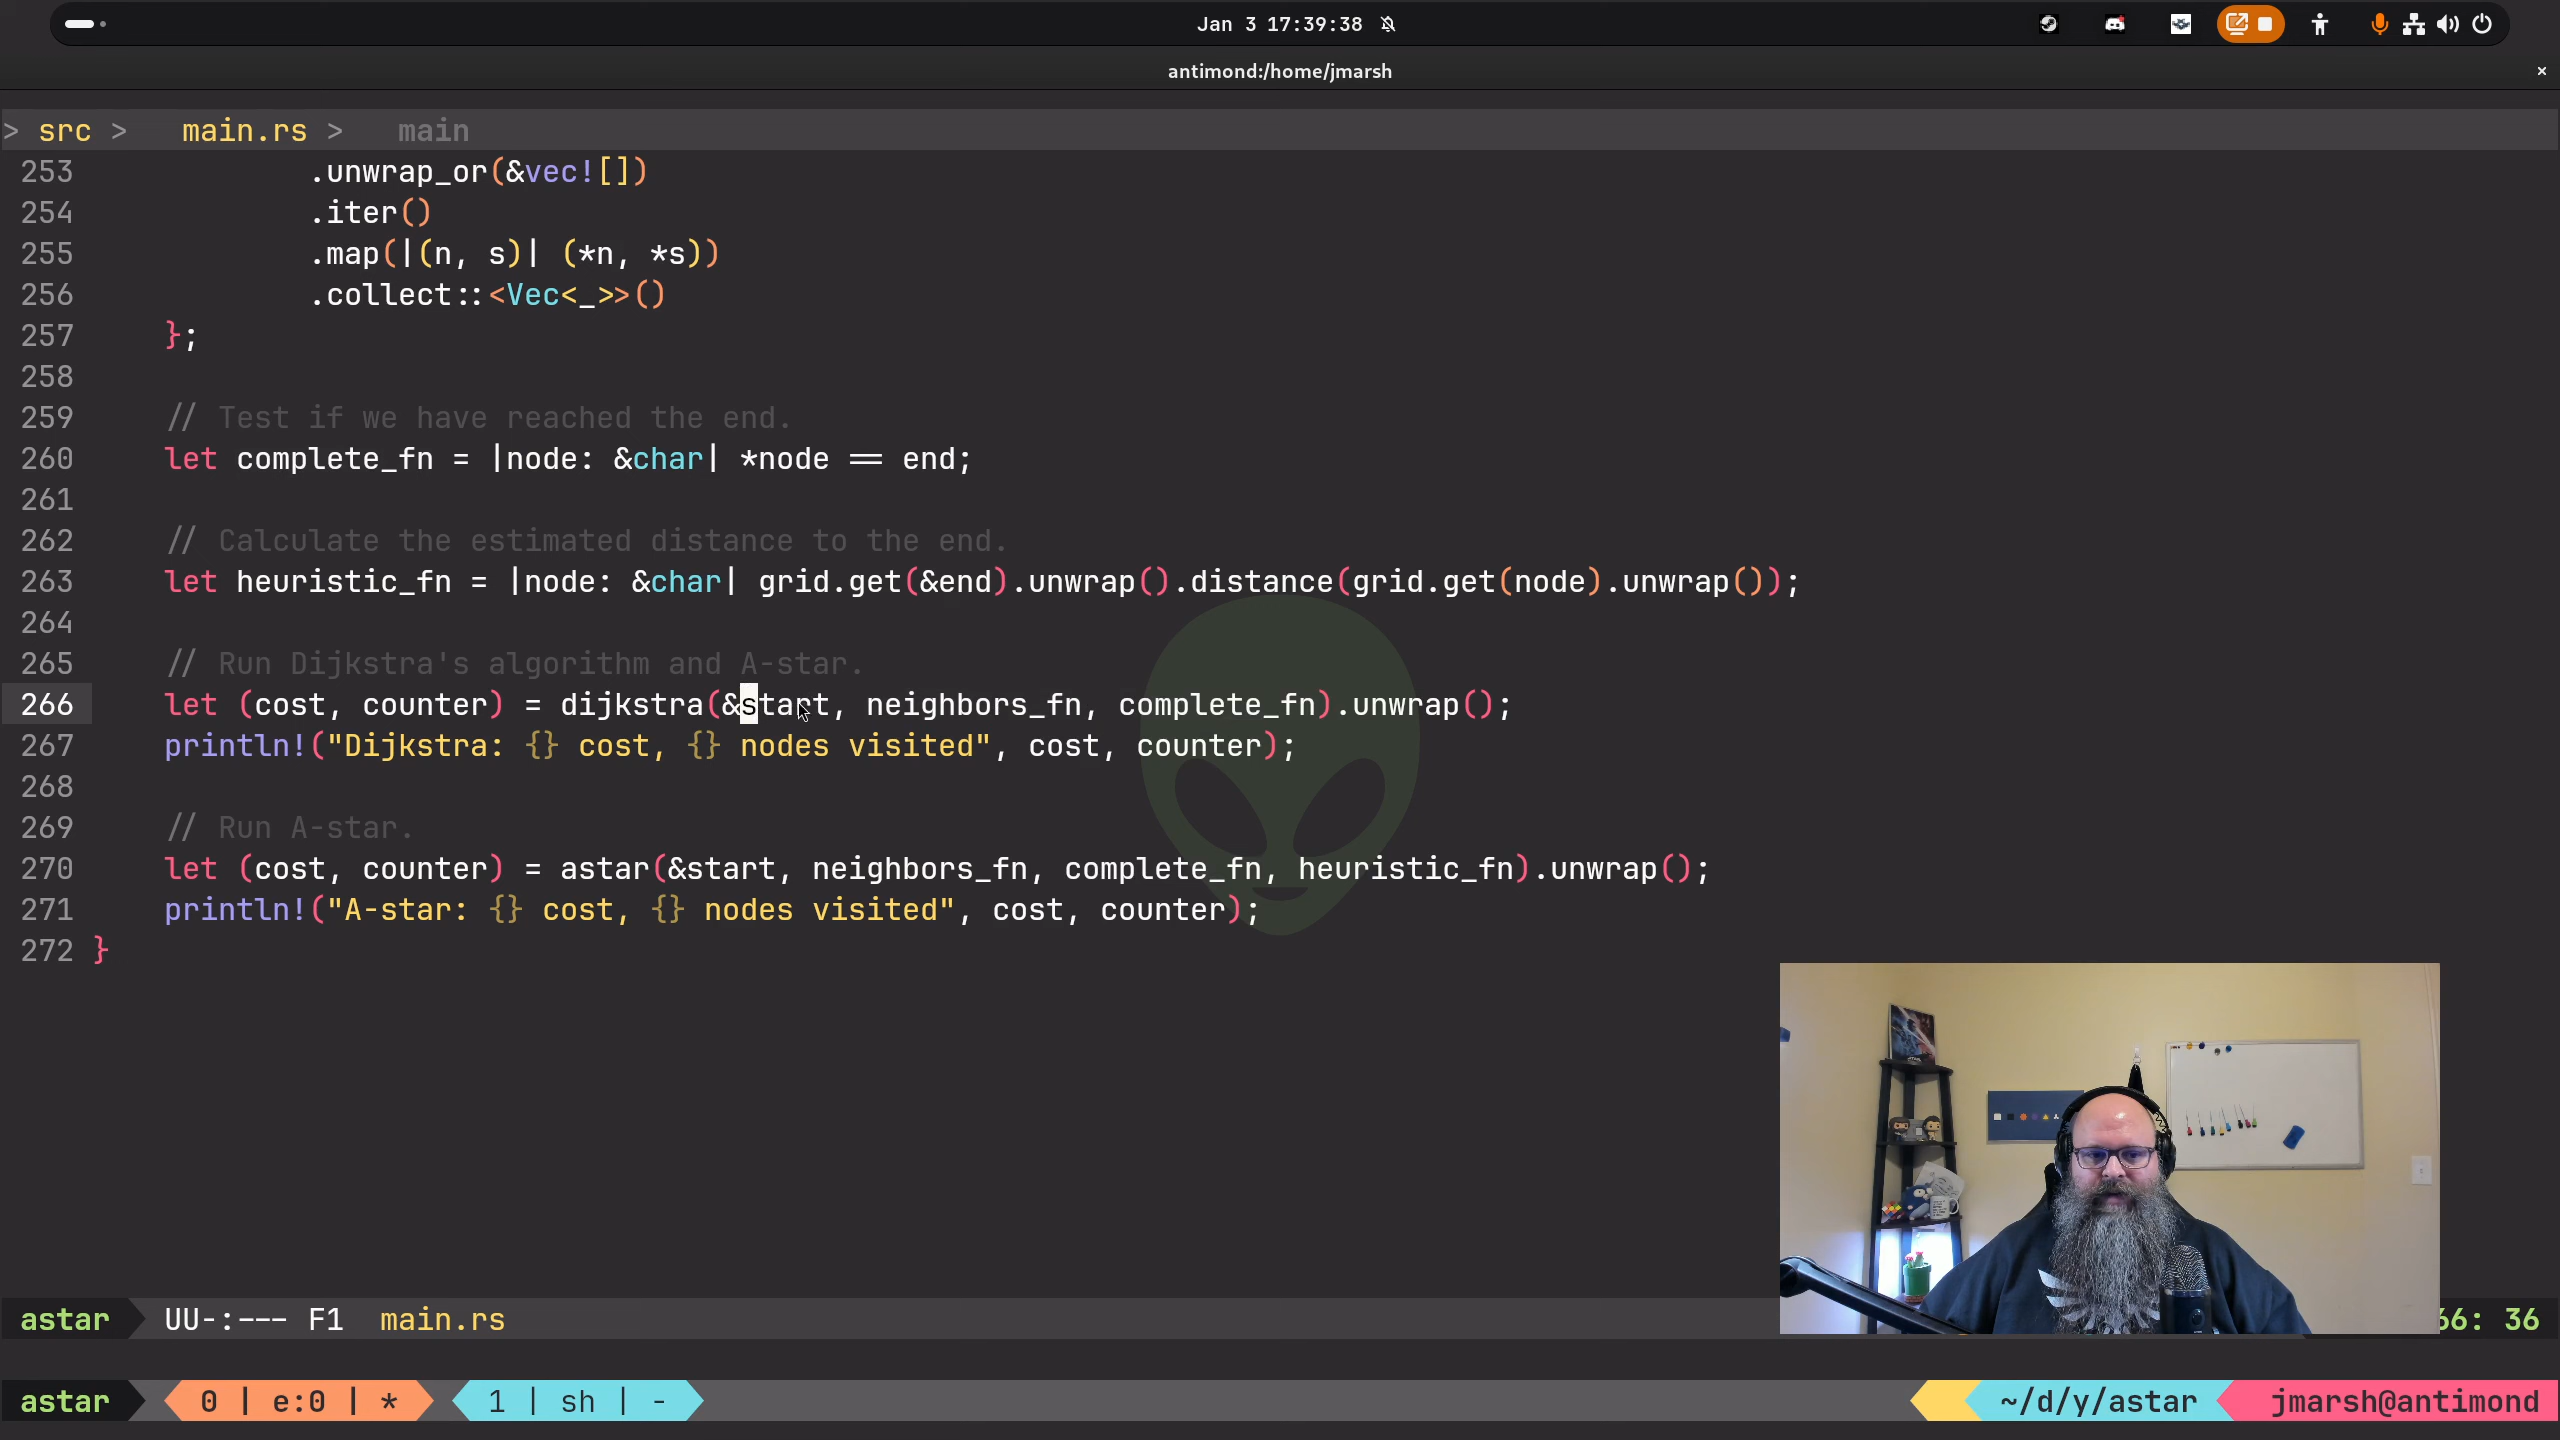 Jan 3 17:39:38
antimond:/home/jmarsh
×
> src > main.rs > main
253 .unwrap_or(&vec![])
254 .iter()
255 .map(|(n, s)| (*n, *s))
256 .collect::<Vec<_>>()
257 };
258
259 // Test if we have reached the end.
260 let complete_fn = |node: &char| *node == end;
261
262 // Calculate the estimated distance to the end.
263 let heuristic_fn = |node: &char| grid.get(&end).unwrap().distance(grid.get(node).unwrap());
264
265 // Run Dijkstra's algorithm and A-star.
266 let (cost, counter) = dijkstra(&start, neighbors_fn, complete_fn).unwrap();
267 println!("Dijkstra: {} cost, {} nodes visited", cost, counter);
268
269 // Run A-star.
270 let (cost, counter) = astar(&start, neighbors_fn, complete_fn, heuristic_fn).unwrap();
271 println!("A-star: {} cost, {} nodes visited", cost, counter);
272 }
astar UU-:--- F1 main.rs 66: 36
astar 0 | e:0 | * 1 | sh | - ~/d/y/astar jmarsh@antimond